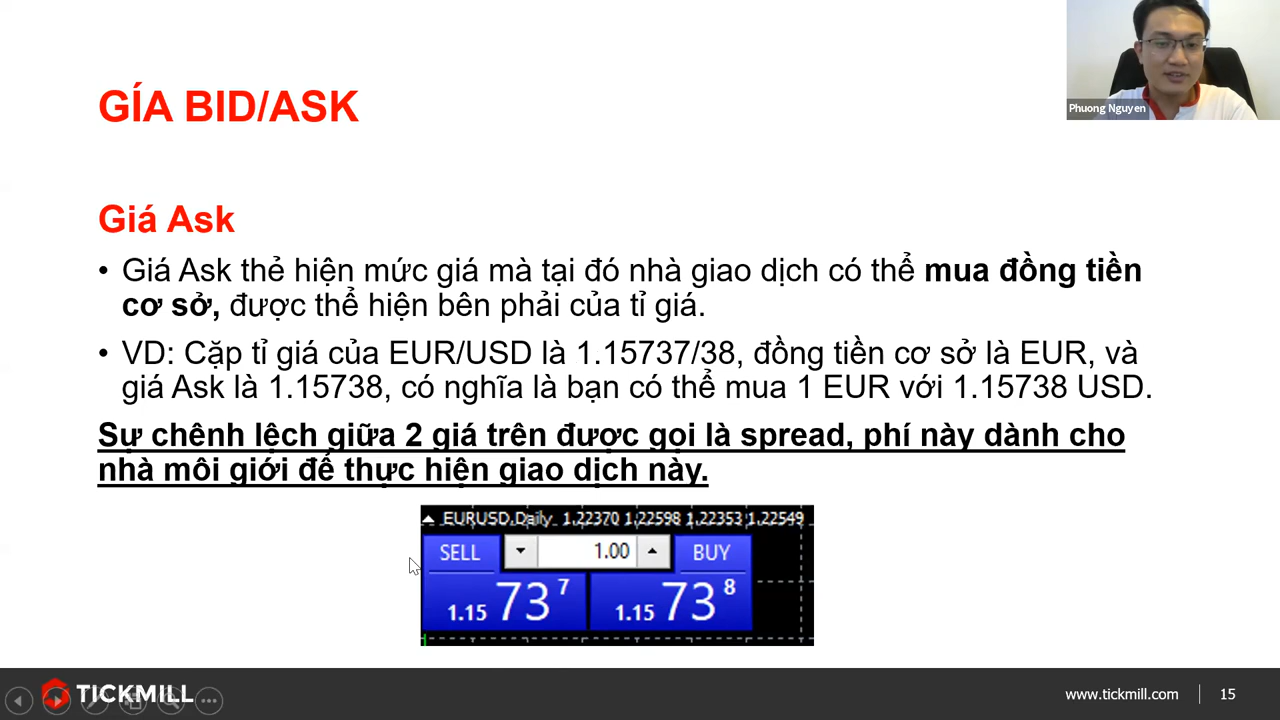 GÍA BID/ASK
Phuong Nguyen
Giá Ask
• Giá Ask thẻ hiện mức giá mà tại đó nhà giao dịch có thể mua đồng tiền
cơ sở, được thể hiện bên phải của tỉ giá.
• VD: Cặp tỉ giá của EUR/USD là 1.15737/38, đồng tiền cơ sở là EUR, và
giá Ask là 1.15738, có nghĩa là bạn có thể mua 1 EUR với 1.15738 USD.
Sự chênh lệch giữa 2 giá trên được gọi là spread, phí này dành cho
nhà môi giới để thực hiện giao dịch này.
EURUSD,Daily 1.22370 1.22598 1.22353 1.22549
SELL 1.00 BUY
1.15 73 7 1.15 73 8
TICKMILL www.tickmill.com 15